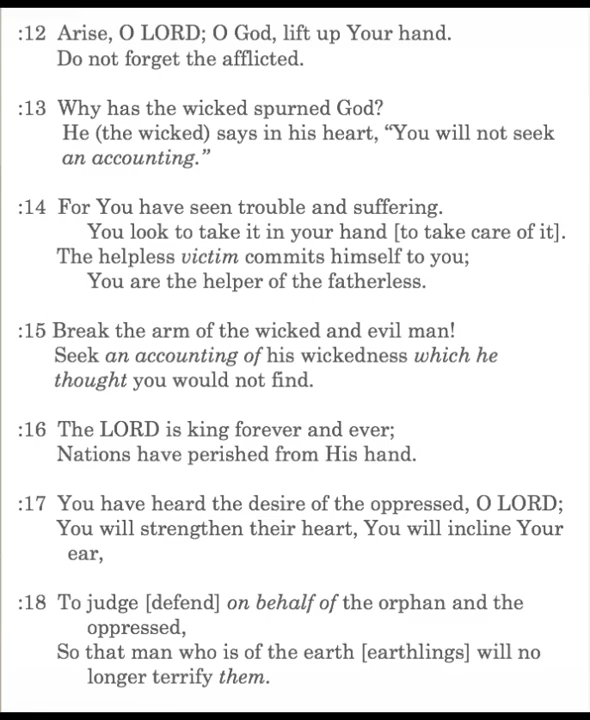 :12 Arise, O LORD; O God, lift up Your hand.
Do not forget the afflicted.
:13 Why has the wicked spurned God?
He (the wicked) says in his heart, “You will not seek
an accounting.”
:14 For You have seen trouble and suffering.
You look to take it in your hand [to take care of it].
The helpless victim commits himself to you;
You are the helper of the fatherless.
:15 Break the arm of the wicked and evil man!
Seek an accounting of his wickedness which he
thought you would not find.
:16 The LORD is king forever and ever;
Nations have perished from His hand.
:17 You have heard the desire of the oppressed, O LORD;
You will strengthen their heart, You will incline Your
ear,
:18 To judge [defend] on behalf of the orphan and the
oppressed,
So that man who is of the earth [earthlings] will no
longer terrify them.